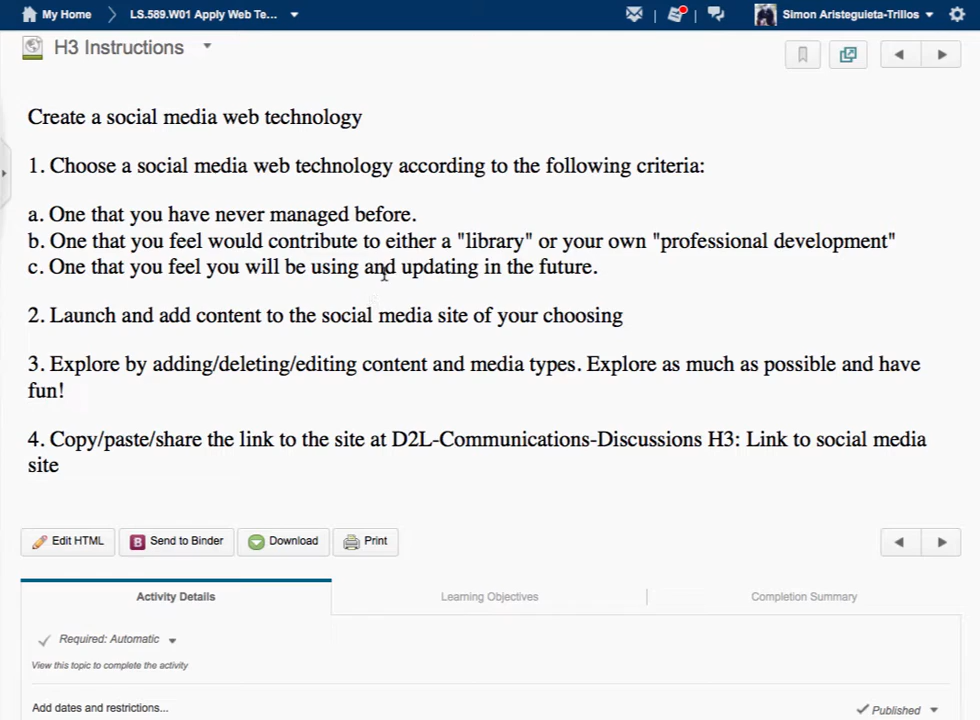 My Home LS.589.W01 Apply Web Te... Simon Aristeguieta-Trillos
H3 Instructions
Create a social media web technology
1. Choose a social media web technology according to the following criteria:
a. One that you have never managed before.
b. One that you feel would contribute to either a "library" or your own "professional development"
c. One that you feel you will be using and updating in the future.
2. Launch and add content to the social media site of your choosing
3. Explore by adding/deleting/editing content and media types. Explore as much as possible and have
fun!
4. Copy/paste/share the link to the site at D2L-Communications-Discussions H3: Link to social media
site
Edit HTML B Send to Binder Download Print
Activity Details Learning Objectives Completion Summary
Required: Automatic
View this topic to complete the activity
Add dates and restrictions... Published